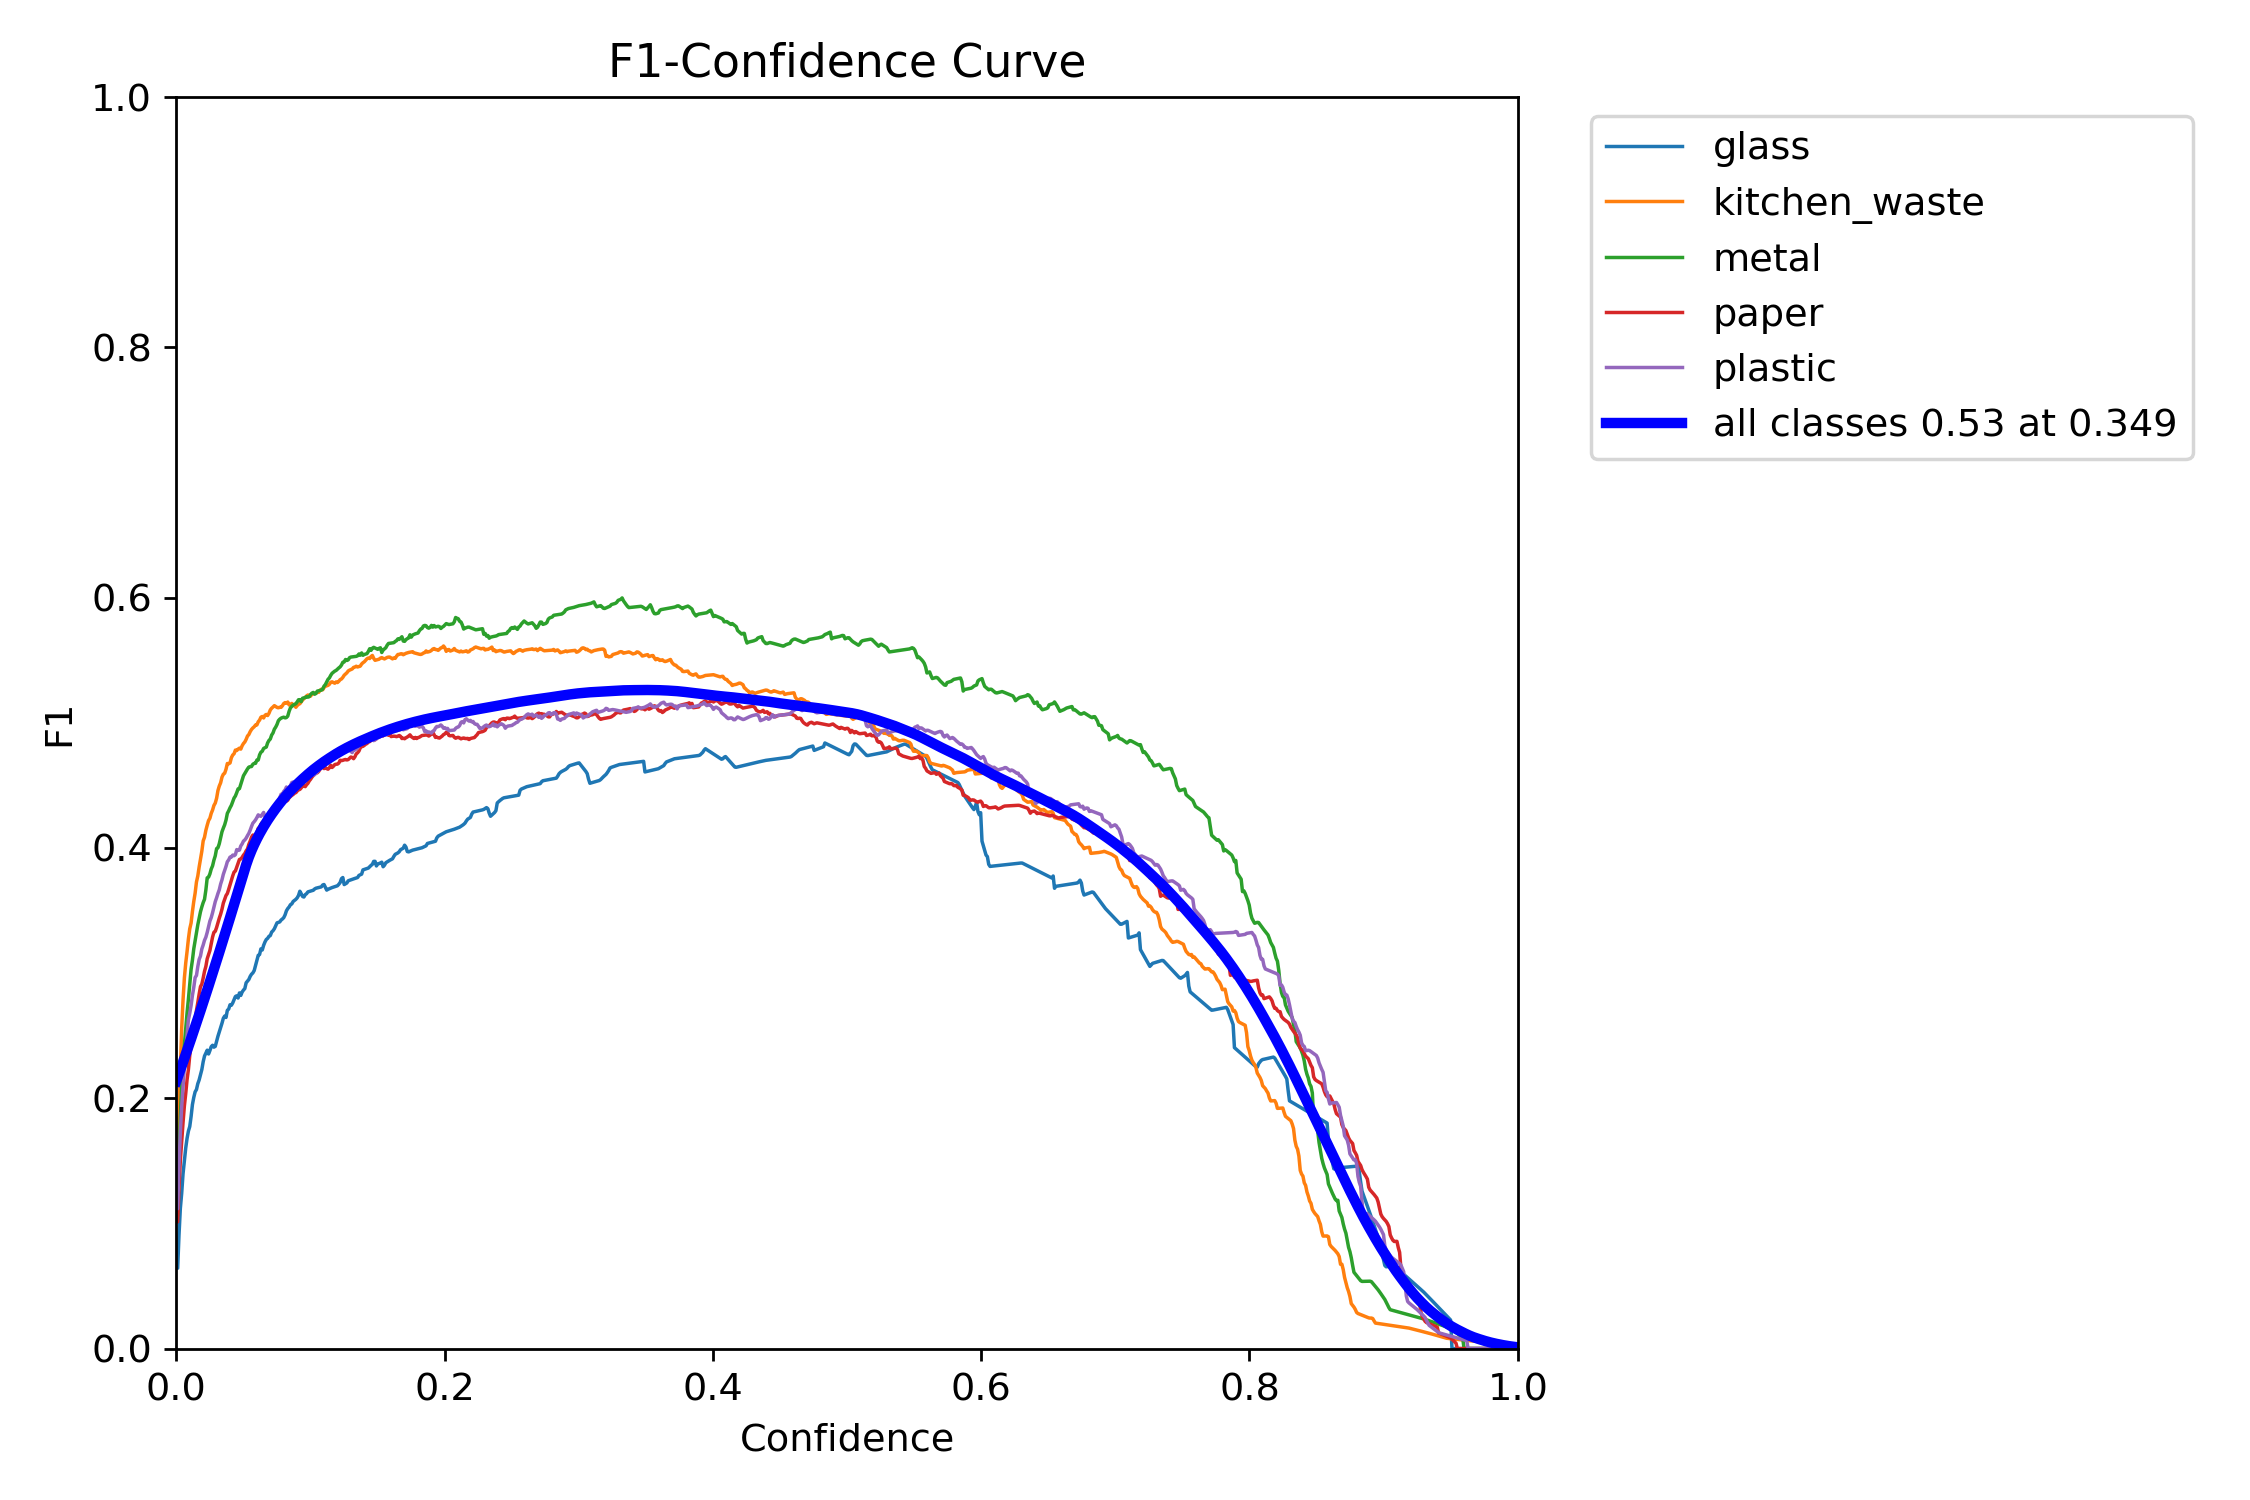 F1-Confidence Curve
1.0
0.8
0.6
0.4
0.2
0.0
F1
0.0 0.2 0.4 0.6 0.8 1.0
Confidence
glass
kitchen_waste
metal
paper
plastic
all classes 0.53 at 0.349